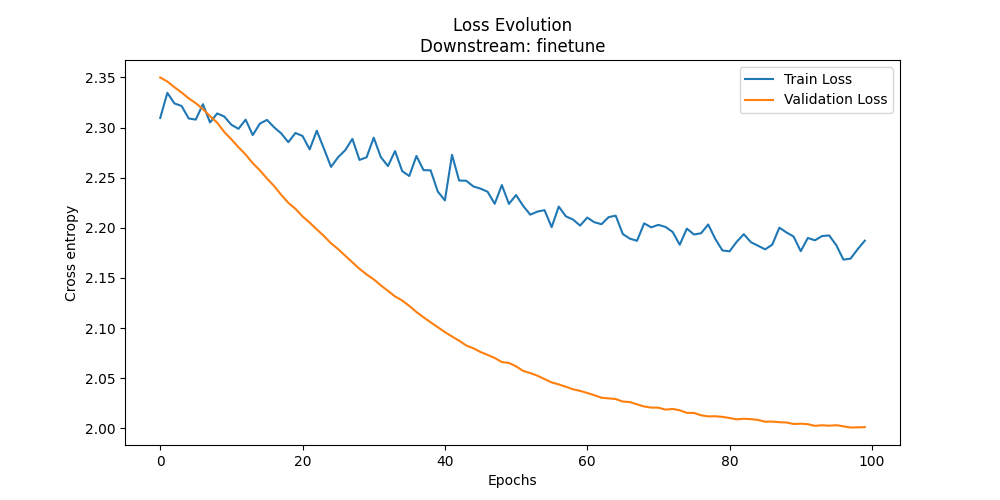 Loss Evolution
Downstream: finetune
Train Loss
Validation Loss
2.35
2.30
2.25
2.20
2.15
2.10
2.05
2.00
Cross entropy
0
20
40
60
80
100
Epochs